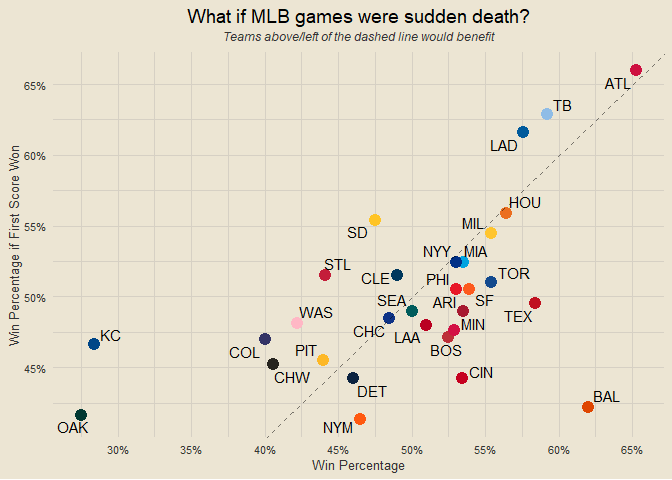 What if MLB games were sudden death?
Teams above/left of the dashed line would benefit
Win Percentage if First Score Won
65%
60%
55%
50%
45%
ATL
TB
LAD
HOU
SD
MIL
NYY
MIA
STL
CLE
PHI
TOR
SEA
ARI
SF
TEX
WAS
CHC
LAA
MIN
KC
COL
PIT
BOS
CHW
DET
CIN
BAL
OAK
NYM
30%
35%
40%
45%
50%
55%
60%
65%
Win Percentage